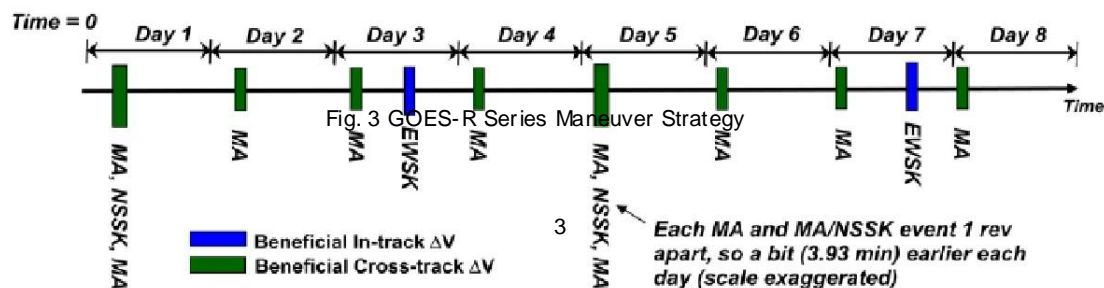 Time = 0
Day 1 Day 2 Day 3 Day 4 Day 5 Day 6 Day 7 Day 8
Time
MA, NSSK, MA
MA
MA
EWSK
MA
MA, NSSK, MA
MA
MA
EWSK
MA
Fig. 3 GOES-R Series Maneuver Strategy
Beneficial In-track ΔV
Beneficial Cross-track ΔV
3
Each MA and MA/NSSK event 1 rev
apart, so a bit (3.93 min) earlier each
day (scale exaggerated)